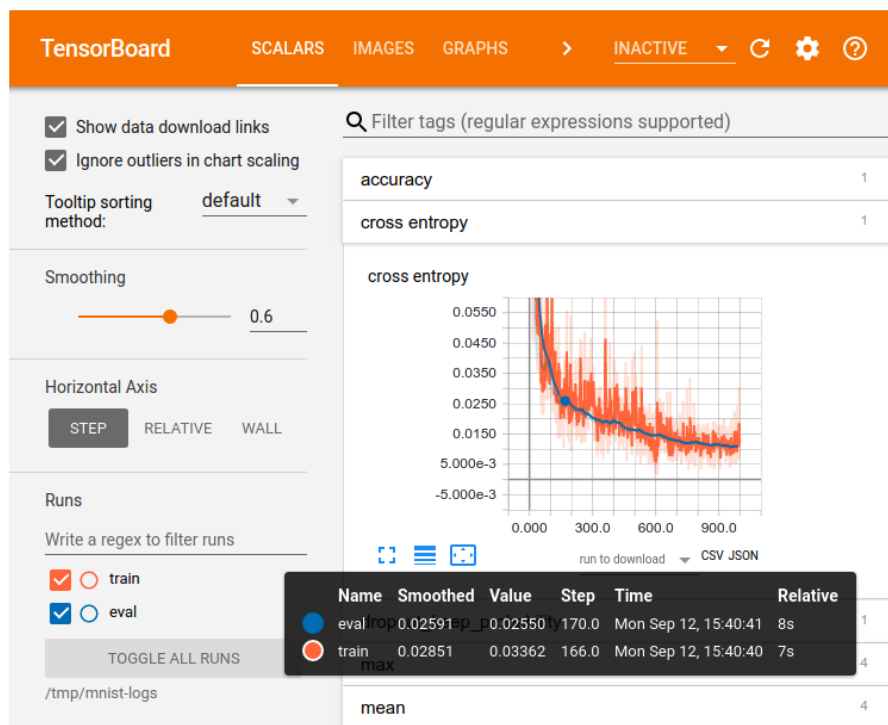 TensorBoard SCALARS IMAGES GRAPHS INACTIVE
Show data download links
Ignore outliers in chart scaling
Tooltip sorting
method:
default
Smoothing
0.6
Horizontal Axis
STEP RELATIVE WALL
Runs
Write a regex to filter runs
train
eval
TOGGLE ALL RUNS
/tmp/mnist-logs
Filter tags (regular expressions supported)
accuracy 1
cross entropy 1
cross entropy
0.0550
0.0450
0.0350
0.0250
0.0150
5.000e-3
-5.000e-3
0.000 300.0 600.0 900.0
run to download CSV JSON
Name Smoothed Value Step Time Relative
eval 0.02591 0.02550 170.0 Mon Sep 12, 15:40:41 8s
train 0.02851 0.03362 166.0 Mon Sep 12, 15:40:40 7s
1
max 4
mean 4